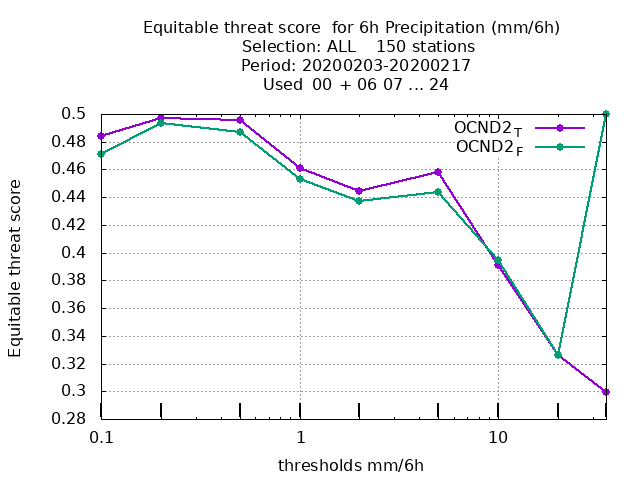 Equitable threat score  for 6h Precipitation (mm/6h)
Selection: ALL    150 stations
Period: 20200203-20200217
Used  00 + 06 07 ... 24
OCND2T
OCND2F
0.5
0.48
0.46
0.44
0.42
0.4
0.38
0.36
0.34
0.32
0.3
0.28
Equitable threat score
0.1
1
10
thresholds mm/6h